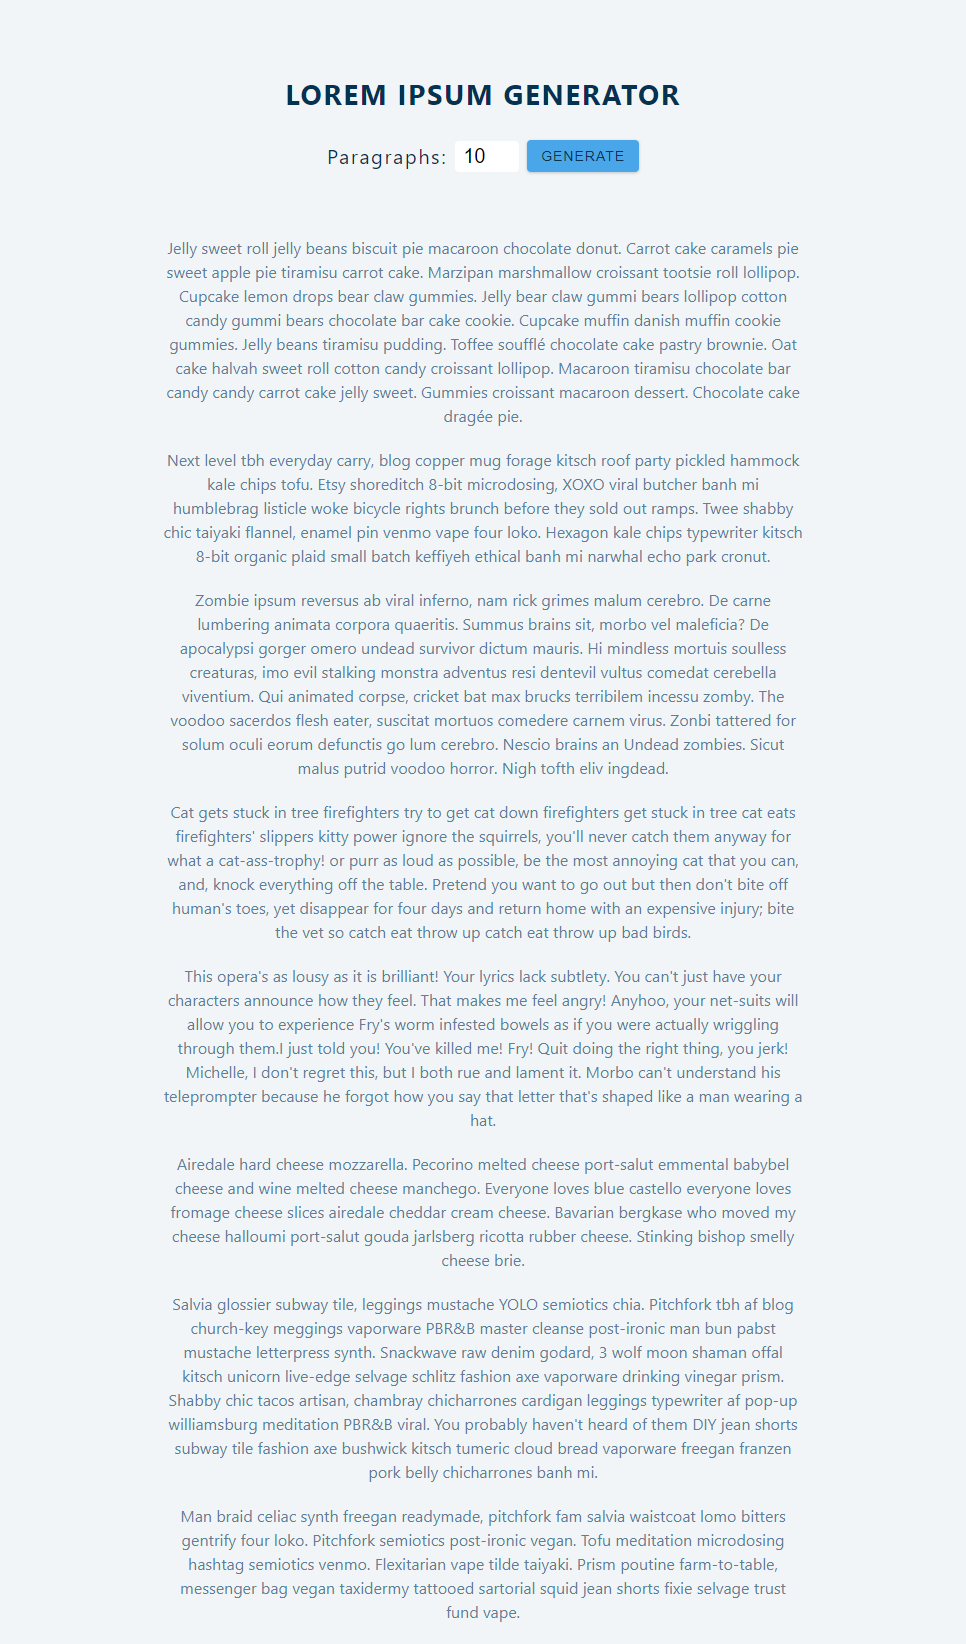 LOREM IPSUM GENERATOR
Paragraphs: 10 GENERATE
Jelly sweet roll jelly beans biscuit pie macaroon chocolate donut. Carrot cake caramels pie
sweet apple pie tiramisu carrot cake. Marzipan marshmallow croissant tootsie roll lollipop.
Cupcake lemon drops bear claw gummies. Jelly bear claw gummi bears lollipop cotton
candy gummi bears chocolate bar cake cookie. Cupcake muffin danish muffin cookie
gummies. Jelly beans tiramisu pudding. Toffee soufflé chocolate cake pastry brownie. Oat
cake halvah sweet roll cotton candy croissant lollipop. Macaroon tiramisu chocolate bar
candy candy carrot cake jelly sweet. Gummies croissant macaroon dessert. Chocolate cake
dragée pie.
Next level tbh everyday carry, blog copper mug forage kitsch roof party pickled hammock
kale chips tofu. Etsy shoreditch 8-bit microdosing, XOXO viral butcher banh mi
humblebrag listicle woke bicycle rights brunch before they sold out ramps. Twee shabby
chic taiyaki flannel, enamel pin venmo vape four loko. Hexagon kale chips typewriter kitsch
8-bit organic plaid small batch keffiyeh ethical banh mi narwhal echo park cronut.
Zombie ipsum reversus ab viral inferno, nam rick grimes malum cerebro. De carne
lumbering animata corpora quaeritis. Summus brains sit, morbo vel maleficia? De
apocalypsi gorger omero undead survivor dictum mauris. Hi mindless mortuis soulless
creaturas, imo evil stalking monstra adventus resi dentevil vultus comedat cerebella
viventium. Qui animated corpse, cricket bat max brucks terribilem incessu zomby. The
voodoo sacerdos flesh eater, suscitat mortuos comedere carnem virus. Zonbi tattered for
solum oculi eorum defunctis go lum cerebro. Nescio brains an Undead zombies. Sicut
malus putrid voodoo horror. Nigh tofth eliv ingdead.
Cat gets stuck in tree firefighters try to get cat down firefighters get stuck in tree cat eats
firefighters' slippers kitty power ignore the squirrels, you'll never catch them anyway for
what a cat-ass-trophy! or purr as loud as possible, be the most annoying cat that you can,
and, knock everything off the table. Pretend you want to go out but then don't bite off
human's toes, yet disappear for four days and return home with an expensive injury; bite
the vet so catch eat throw up catch eat throw up bad birds.
This opera's as lousy as it is brilliant! Your lyrics lack subtlety. You can't just have your
characters announce how they feel. That makes me feel angry! Anyhoo, your net-suits will
allow you to experience Fry's worm infested bowels as if you were actually wriggling
through them.I just told you! You've killed me! Fry! Quit doing the right thing, you jerk!
Michelle, I don't regret this, but I both rue and lament it. Morbo can't understand his
teleprompter because he forgot how you say that letter that's shaped like a man wearing a
hat.
Airedale hard cheese mozzarella. Pecorino melted cheese port-salut emmental babybel
cheese and wine melted cheese manchego. Everyone loves blue castello everyone loves
fromage cheese slices airedale cheddar cream cheese. Bavarian bergkase who moved my
cheese halloumi port-salut gouda jarlsberg ricotta rubber cheese. Stinking bishop smelly
cheese brie.
Salvia glossier subway tile, leggings mustache YOLO semiotics chia. Pitchfork tbh af blog
church-key meggings vaporware PBR&B master cleanse post-ironic man bun pabst
mustache letterpress synth. Snackwave raw denim godard, 3 wolf moon shaman offal
kitsch unicorn live-edge selvage schlitz fashion axe vaporware drinking vinegar prism.
Shabby chic tacos artisan, chambray chicharrones cardigan leggings typewriter af pop-up
williamsburg meditation PBR&B viral. You probably haven't heard of them DIY jean shorts
subway tile fashion axe bushwick kitsch tumeric cloud bread vaporware freegan franzen
pork belly chicharrones banh mi.
Man braid celiac synth freegan readymade, pitchfork fam salvia waistcoat lomo bitters
gentrify four loko. Pitchfork semiotics post-ironic vegan. Tofu meditation microdosing
hashtag semiotics venmo. Flexitarian vape tilde taiyaki. Prism poutine farm-to-table,
messenger bag vegan taxidermy tattooed sartorial squid jean shorts fixie selvage trust
fund vape.